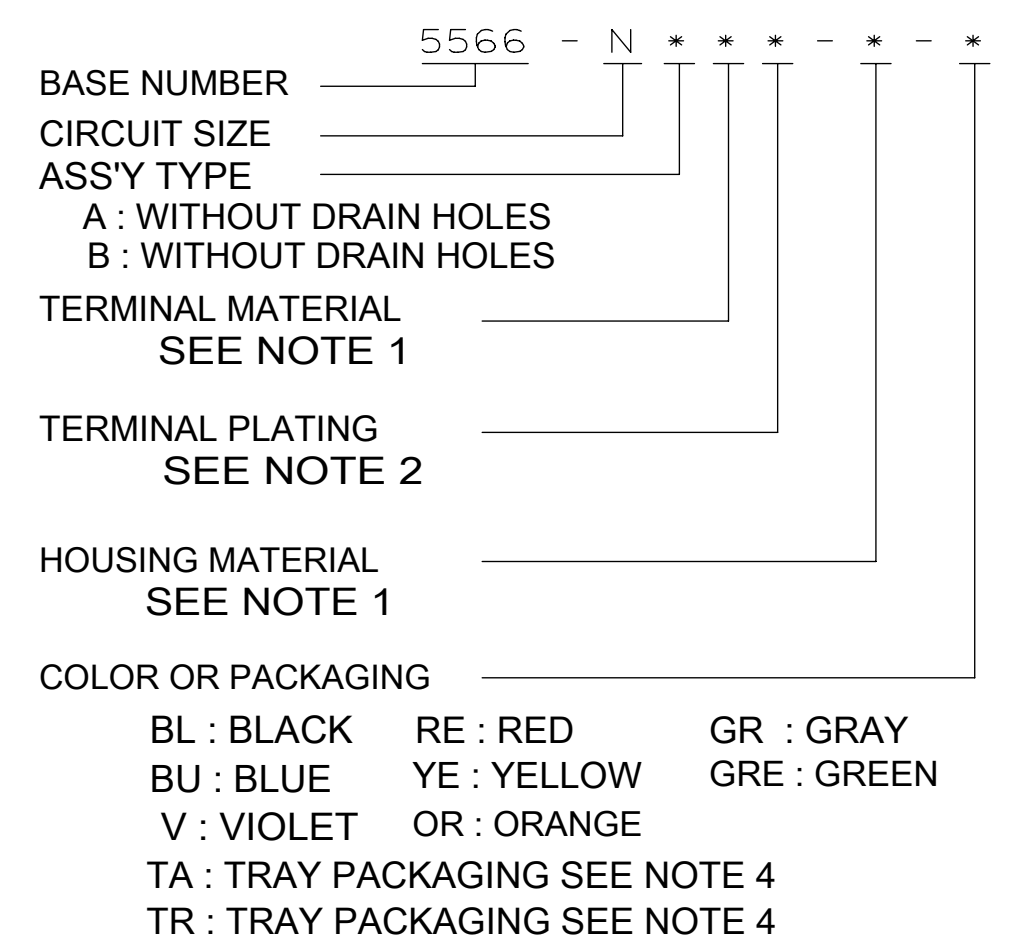 5566 - N * * * - * - *
BASE NUMBER
CIRCUIT SIZE
ASS'Y TYPE
A : WITHOUT DRAIN HOLES
B : WITHOUT DRAIN HOLES
TERMINAL MATERIAL
SEE NOTE 1
TERMINAL PLATING
SEE NOTE 2
HOUSING MATERIAL
SEE NOTE 1
COLOR OR PACKAGING
BL : BLACK RE : RED GR : GRAY
BU : BLUE YE : YELLOW GRE : GREEN
V : VIOLET OR : ORANGE
TA : TRAY PACKAGING SEE NOTE 4
TR : TRAY PACKAGING SEE NOTE 4